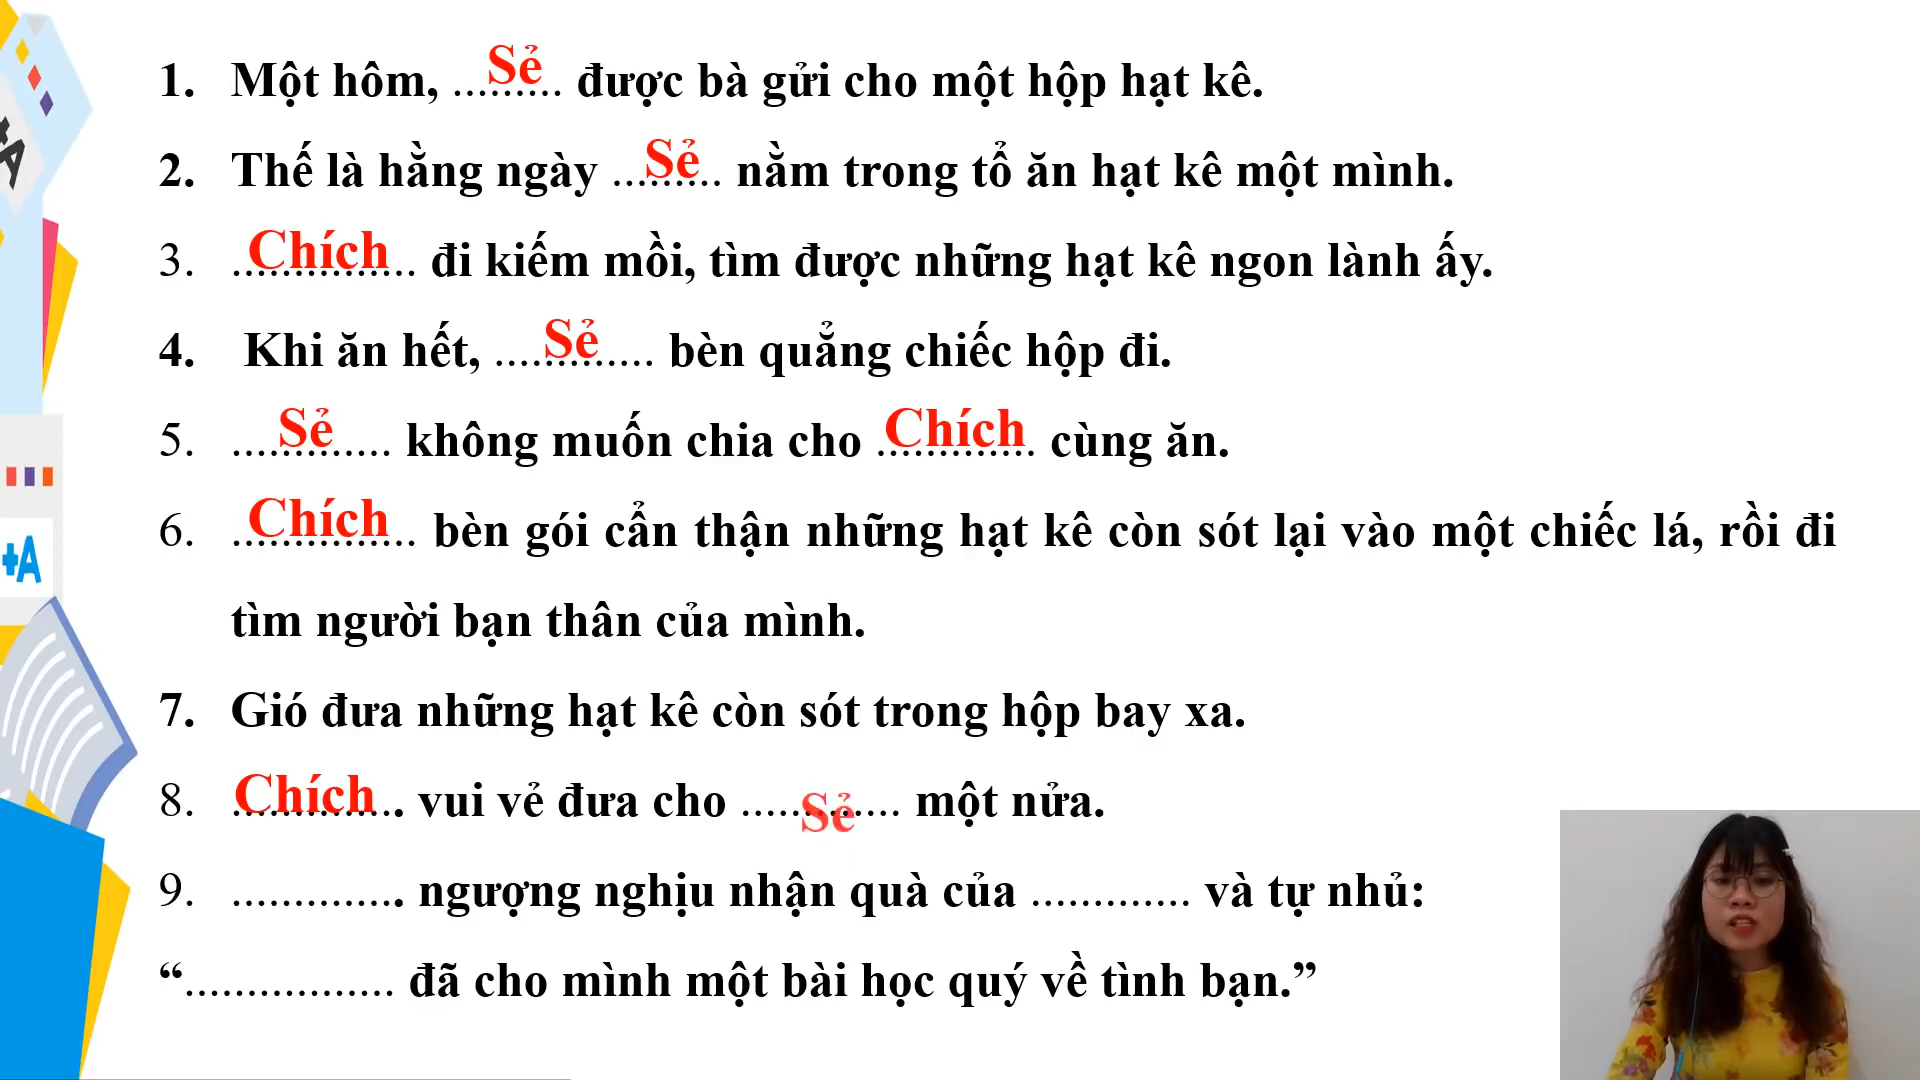 1. Một hôm, ......... Sẻ được bà gửi cho một hộp hạt kê.
2. Thế là hằng ngày ......... Sẻ nằm trong tổ ăn hạt kê một mình.
3. ............... Chích đi kiếm mồi, tìm được những hạt kê ngon lành ấy.
4. Khi ăn hết, ............. Sẻ bèn quẳng chiếc hộp đi.
5. ............. Sẻ không muốn chia cho ............. Chích cùng ăn.
6. ............... Chích bèn gói cẩn thận những hạt kê còn sót lại vào một chiếc lá, rồi đi
tìm người bạn thân của mình.
7. Gió đưa những hạt kê còn sót trong hộp bay xa.
8. .............. Chích vui vẻ đưa cho ............. Sẻ một nửa.
9. .............. ngượng nghịu nhận quà của ............. và tự nhủ:
“................. đã cho mình một bài học quý về tình bạn.”
+A
+A